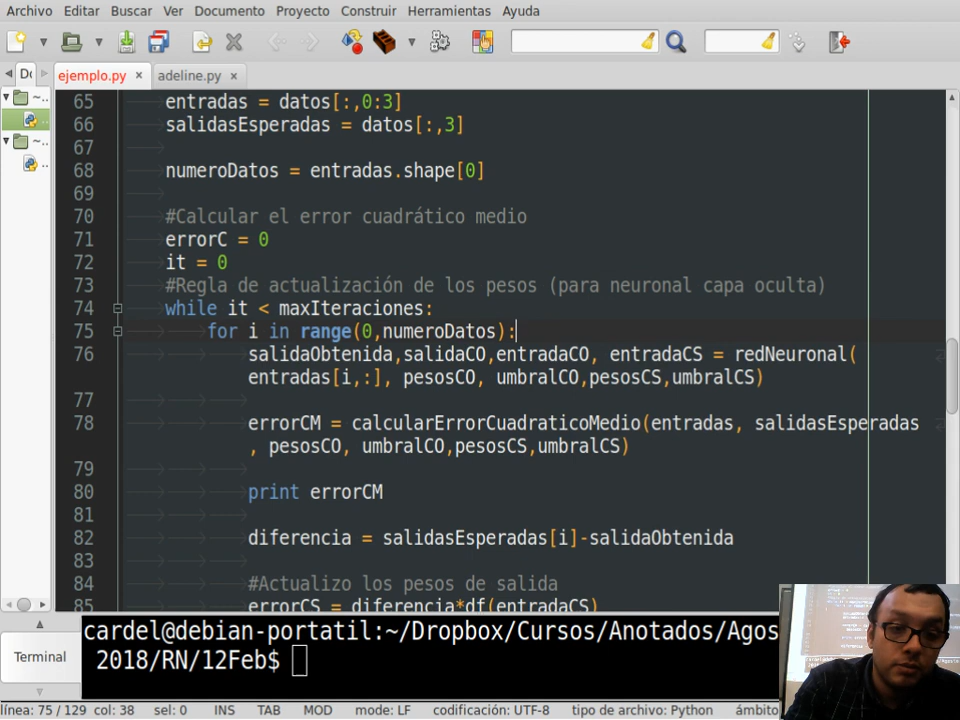 Archivo Editar Buscar Ver Documento Proyecto Construir Herramientas Ayuda
ejemplo.py × adeline.py ×
65 entradas = datos[:,0:3]
66 salidasEsperadas = datos[:,3]
67
68 numeroDatos = entradas.shape[0]
69
70 #Calcular el error cuadrático medio
71 errorC = 0
72 it = 0
73 #Regla de actualización de los pesos (para neuronal capa oculta)
74 while it < maxIteraciones:
75 for i in range(0,numeroDatos):
76 salidaObtenida,salidaCO,entradaCO, entradaCS = redNeuronal(
entradas[i,:], pesosCO, umbralCO,pesosCS,umbralCS)
77
78 errorCM = calcularErrorCuadraticoMedio(entradas, salidasEsperadas
, pesosCO, umbralCO,pesosCS,umbralCS)
79
80 print errorCM
81
82 diferencia = salidasEsperadas[i]-salidaObtenida
83
84 #Actualizo los pesos de salida
85 errorCS = diferencia*df(entradaCS)
Terminal
cardel@debian-portatil:~/Dropbox/Cursos/Anotados/Agos
2018/RN/12Feb$
línea: 75 / 129 col: 38 sel: 0 INS TAB MOD mode: LF codificación: UTF-8 tipo de archivo: Python ámbito